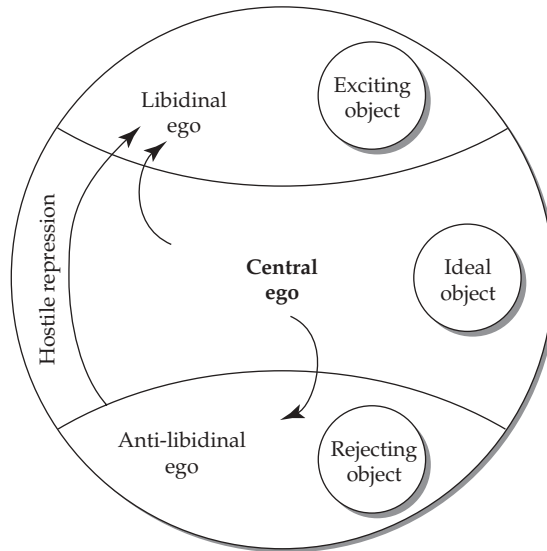 Exciting
object
Libidinal
ego
Hostile repression
Central
ego
Ideal
object
Anti-libidinal
ego
Rejecting
object